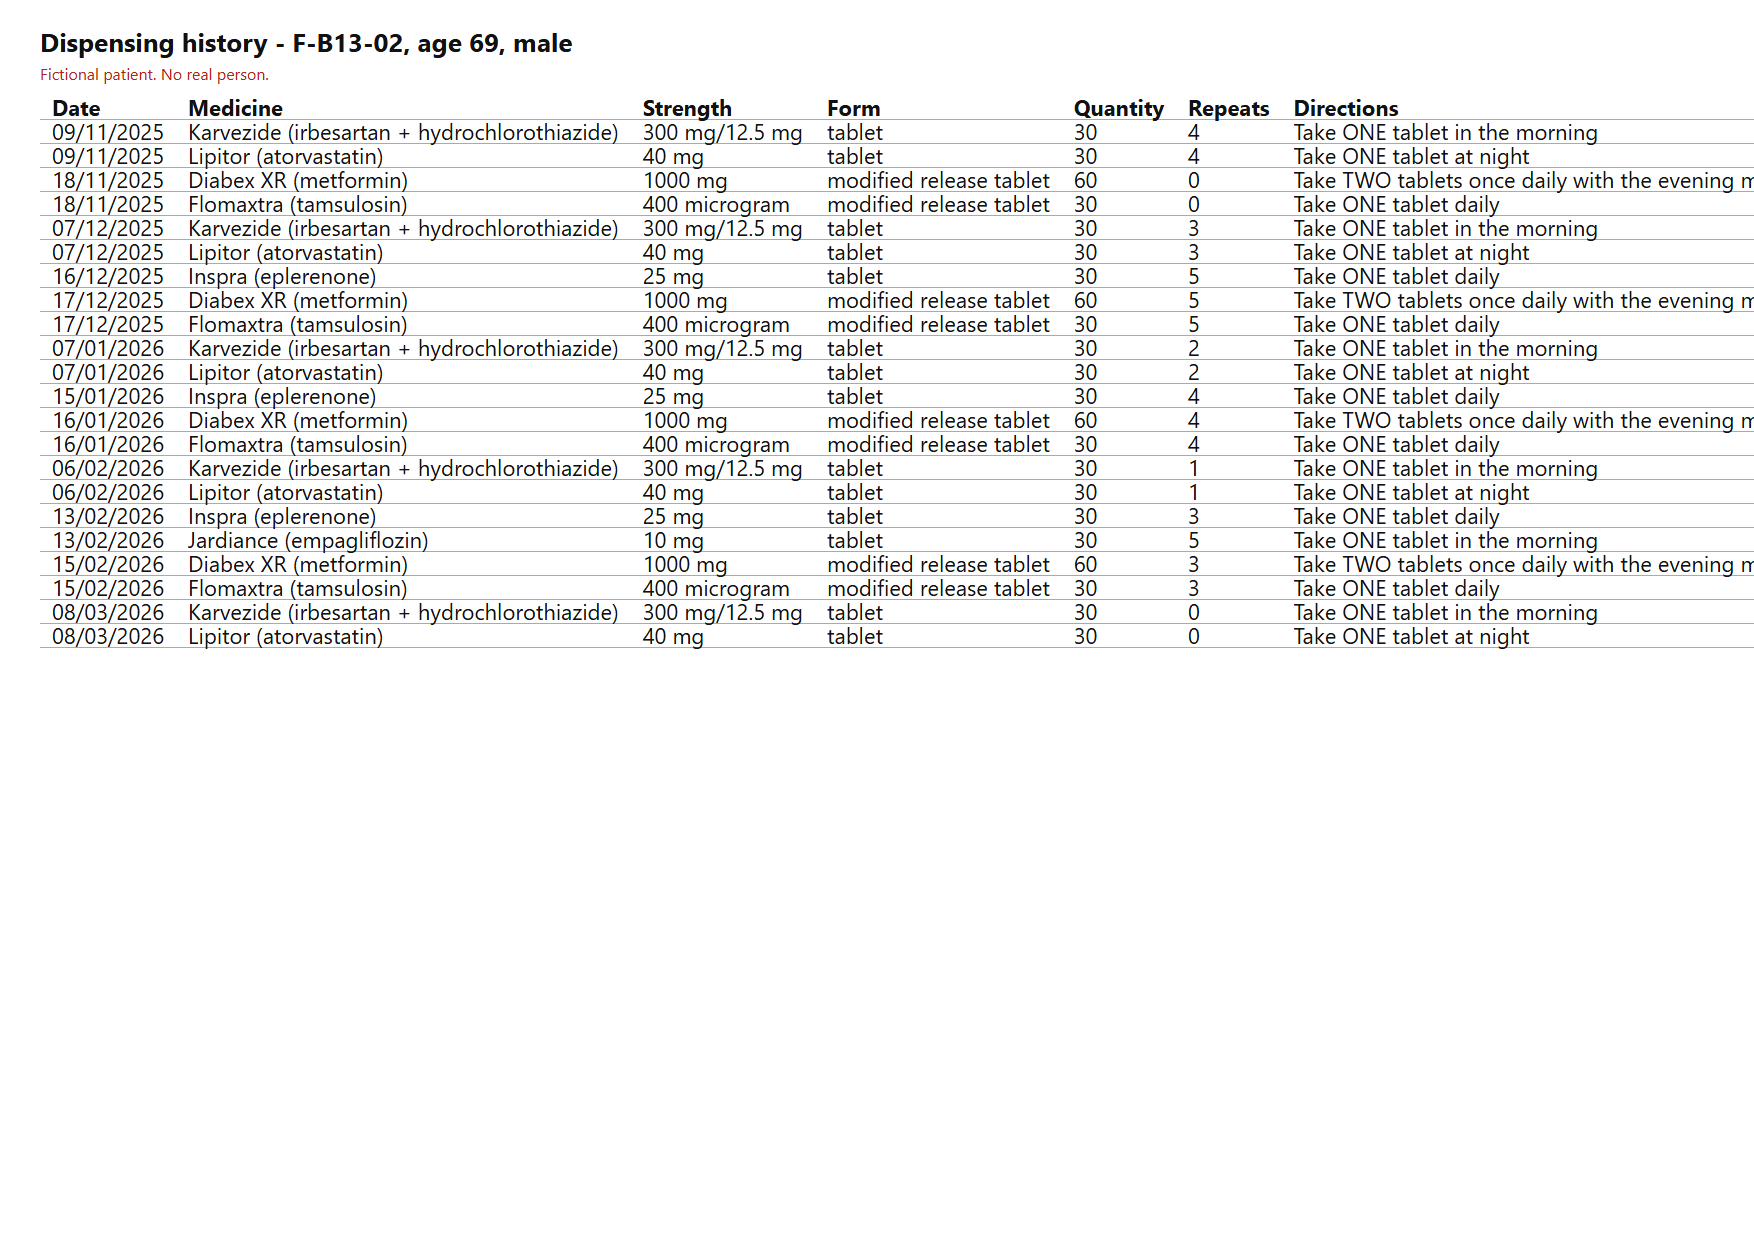 Dispensing history - F-B13-02, age 69, male
Fictional patient. No real person.
Date Medicine Strength Form Quantity Repeats Directions
09/11/2025 Karvezide (irbesartan + hydrochlorothiazide) 300 mg/12.5 mg tablet 30 4 Take ONE tablet in the morning
09/11/2025 Lipitor (atorvastatin) 40 mg tablet 30 4 Take ONE tablet at night
18/11/2025 Diabex XR (metformin) 1000 mg modified release tablet 60 0 Take TWO tablets once daily with the evening
18/11/2025 Flomaxtra (tamsulosin) 400 microgram modified release tablet 30 0 Take ONE tablet daily
07/12/2025 Karvezide (irbesartan + hydrochlorothiazide) 300 mg/12.5 mg tablet 30 3 Take ONE tablet in the morning
07/12/2025 Lipitor (atorvastatin) 40 mg tablet 30 3 Take ONE tablet at night
16/12/2025 Inspra (eplerenone) 25 mg tablet 30 5 Take ONE tablet daily
17/12/2025 Diabex XR (metformin) 1000 mg modified release tablet 60 5 Take TWO tablets once daily with the evening
17/12/2025 Flomaxtra (tamsulosin) 400 microgram modified release tablet 30 5 Take ONE tablet daily
07/01/2026 Karvezide (irbesartan + hydrochlorothiazide) 300 mg/12.5 mg tablet 30 2 Take ONE tablet in the morning
07/01/2026 Lipitor (atorvastatin) 40 mg tablet 30 2 Take ONE tablet at night
15/01/2026 Inspra (eplerenone) 25 mg tablet 30 4 Take ONE tablet daily
16/01/2026 Diabex XR (metformin) 1000 mg modified release tablet 60 4 Take TWO tablets once daily with the evening
16/01/2026 Flomaxtra (tamsulosin) 400 microgram modified release tablet 30 4 Take ONE tablet daily
06/02/2026 Karvezide (irbesartan + hydrochlorothiazide) 300 mg/12.5 mg tablet 30 1 Take ONE tablet in the morning
06/02/2026 Lipitor (atorvastatin) 40 mg tablet 30 1 Take ONE tablet at night
13/02/2026 Inspra (eplerenone) 25 mg tablet 30 3 Take ONE tablet daily
13/02/2026 Jardiance (empagliflozin) 10 mg tablet 30 5 Take ONE tablet in the morning
15/02/2026 Diabex XR (metformin) 1000 mg modified release tablet 60 3 Take TWO tablets once daily with the evening
15/02/2026 Flomaxtra (tamsulosin) 400 microgram modified release tablet 30 3 Take ONE tablet daily
08/03/2026 Karvezide (irbesartan + hydrochlorothiazide) 300 mg/12.5 mg tablet 30 0 Take ONE tablet in the morning
08/03/2026 Lipitor (atorvastatin) 40 mg tablet 30 0 Take ONE tablet at night